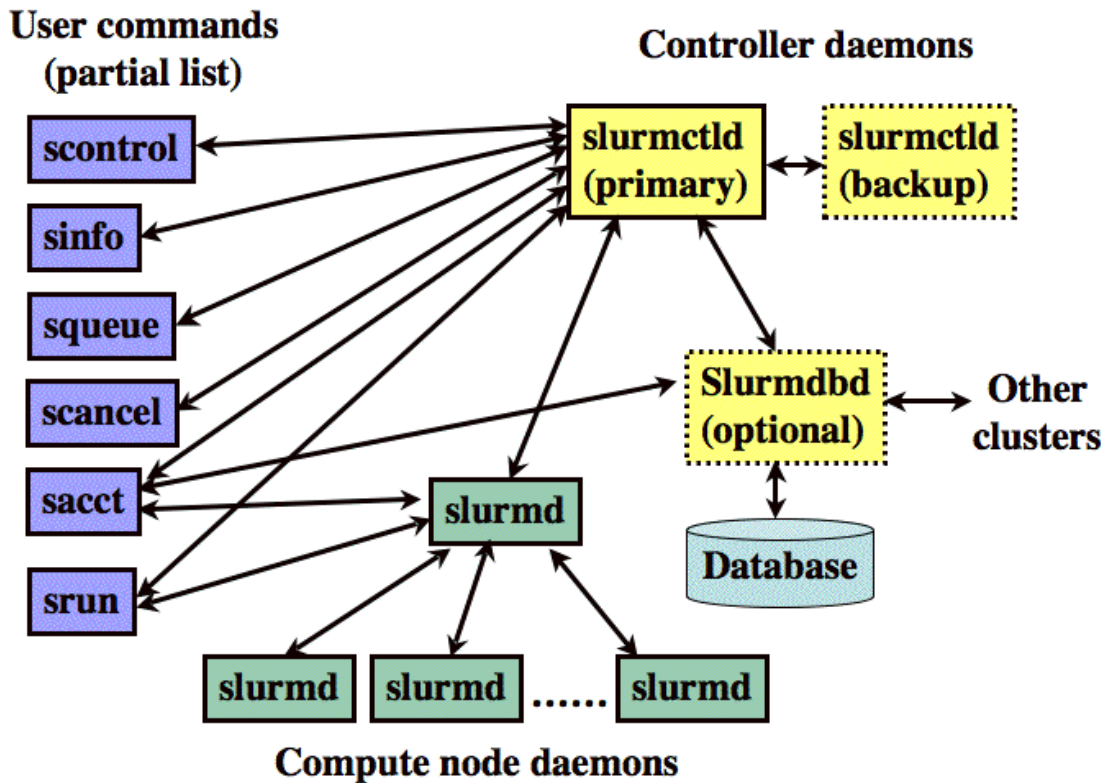 User commands
(partial list)
Controller daemons
scontrol
sinfo
squeue
scancel
sacct
srun
slurmctld
(primary)
slurmctld
(backup)
Slurmdbd
(optional)
Other
clusters
Database
slurmd
slurmd
slurmd
......
slurmd
Compute node daemons